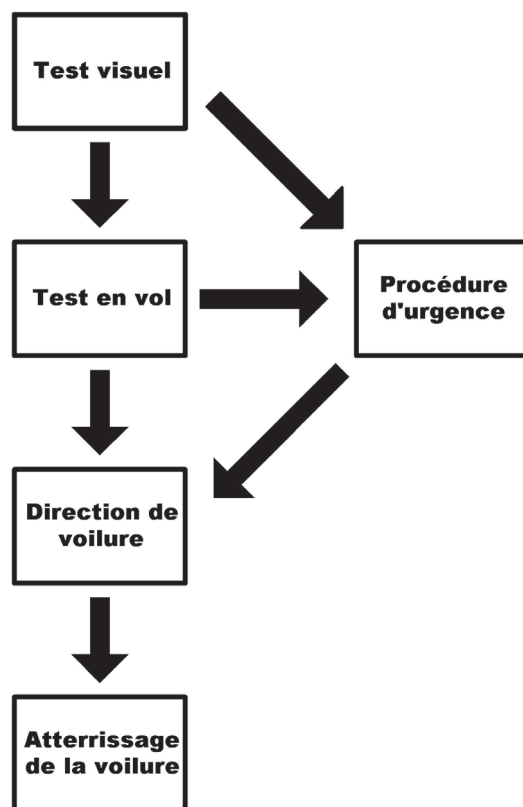 Test visuel
Test en vol
Procédure
d'urgence
Direction de
voilure
Atterrissage
de la voilure